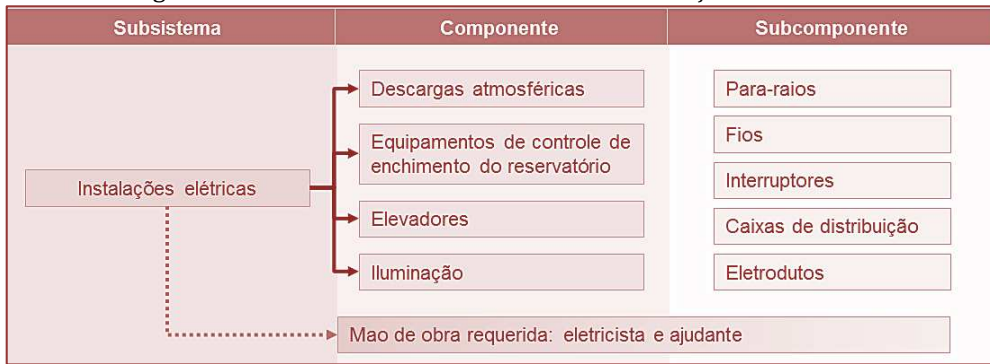 Subsistema
Componente
Subcomponente
Instalações elétricas
Descargas atmosféricas
Equipamentos de controle de
enchimento do reservatório
Elevadores
Iluminação
Para-raios
Fios
Interruptores
Caixas de distribuição
Eletrodutos
Mao de obra requerida: eletricista e ajudante